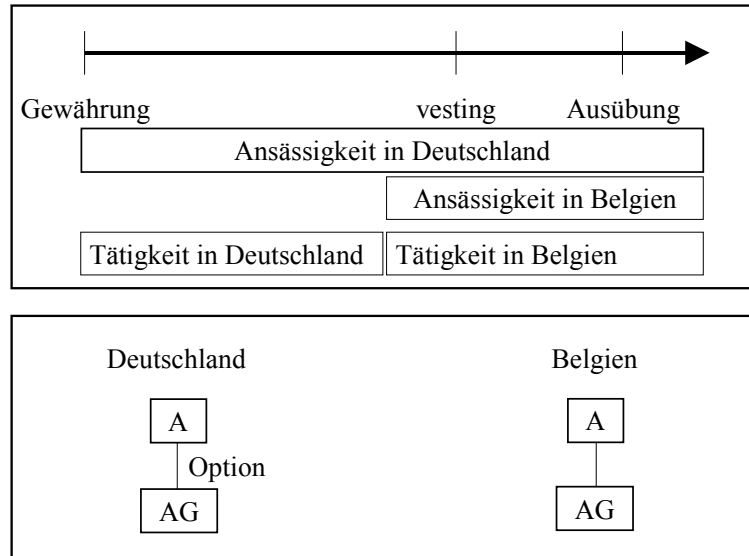 Gewährung vesting Ausübung
Ansässigkeit in Deutschland
Ansässigkeit in Belgien
Tätigkeit in Deutschland Tätigkeit in Belgien
Deutschland Belgien
A A
Option
AG AG